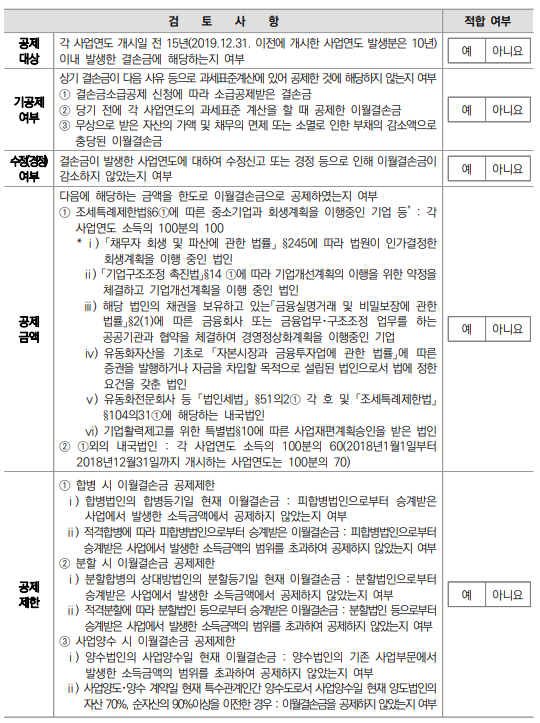 검 토 사 항 적합 여부
공제 대상
각 사업연도 개시일 전 15년(2019.12.31. 이전에 개시한 사업연도 발생분은 10년)
이내 발생한 결손금에 해당하는지 여부
예 아니요
기공제 여부
상기 결손금이 다음 사유 등으로 과세표준계산에 있어 공제한 것에 해당하지 않는지 여부
① 결손금소급공제 신청에 따라 소급공제받은 결손금
② 당기 전에 각 사업연도의 과세표준 계산을 할 때 공제한 이월결손금
③ 무상으로 받은 자산의 가액 및 채무의 면제 또는 소멸로 인한 부채의 감소액으로
충당된 이월결손금
예 아니요
수정(경정) 여부
결손금이 발생한 사업연도에 대하여 수정신고 또는 경정 등으로 인해 이월결손금이
감소하지 않았는지 여부
예 아니요
공제 금액
다음에 해당하는 금액을 한도로 이월결손금으로 공제하였는지 여부
① 조세특례제한법§6①에 따른 중소기업과 회생계획을 이행중인 기업 등* : 각
사업연도 소득의 100분의 100
* ⅰ)「채무자 회생 및 파산에 관한 법률」 §245에 따라 법원이 인가결정한
회생계획을 이행 중인 법인
ⅱ)「기업구조조정 촉진법」§14 ①에 따라 기업개선계획의 이행을 위한 약정을
체결하고 기업개선계획을 이행 중인 법인
ⅲ) 해당 법인의 채권을 보유하고 있는「금융실명거래 및 비밀보장에 관한
법률」§2(1)에 따른 금융회사 또는 금융업무·구조조정 업무를 하는
공공기관과 협약을 체결하여 경영정상화계획을 이행중인 기업
ⅳ) 유동화자산을 기초로 「자본시장과 금융투자업에 관한 법률」에 따른
증권을 발행하거나 자금을 차입할 목적으로 설립된 법인으로서 법에 정한
요건을 갖춘 법인
ⅴ) 유동화전문회사 등 「법인세법」§51의2① 각 호 및 「조세특례제한법」
§104의31①에 해당하는 내국법인
ⅵ) 기업활력제고를 위한 특별법§10에 따른 사업재편계획승인을 받은 법인
② ①외의 내국법인 : 각 사업연도 소득의 100분의 60(2018년1월1일부터
2018년12월31일까지 개시하는 사업연도는 100분의 70)
예 아니요
공제 제한
① 합병 시 이월결손금 공제제한
ⅰ) 합병법인의 합병등기일 현재 이월결손금 : 피합병법인으로부터 승계받은
사업에서 발생한 소득금액에서 공제하지 않았는지 여부
ⅱ) 적격합병에 따라 피합병법인으로부터 승계받은 이월결손금 : 피합병법인으로부터
승계받은 사업에서 발생한 소득금액의 범위를 초과하여 공제하지 않았는지 여부
② 분할 시 이월결손금 공제제한
ⅰ) 분할합병의 상대방법인의 분할등기일 현재 이월결손금 : 분할법인으로부터
승계받은 사업에서 발생한 소득금액에서 공제하지 않았는지 여부
ⅱ) 적격분할에 따라 분할법인 등으로부터 승계받은 이월결손금 : 분할법인 등으로부터
승계받은 사업에서 발생한 소득금액의 범위를 초과하여 공제하지 않았는지 여부
③ 사업양수 시 이월결손금 공제제한
ⅰ) 양수법인의 사업양수일 현재 이월결손금 : 양수법인의 기존 사업부문에서
발생한 소득금액의 범위를 초과하여 공제하지 않았는지 여부
ⅱ) 사업양도·양수 계약일 현재 특수관계인간 양수도로서 사업양수일 현재 양도법인의
자산 70%, 순자산의 90%이상을 이전한 경우 : 이월결손금을 공제하지 않았는지 여부
예 아니요